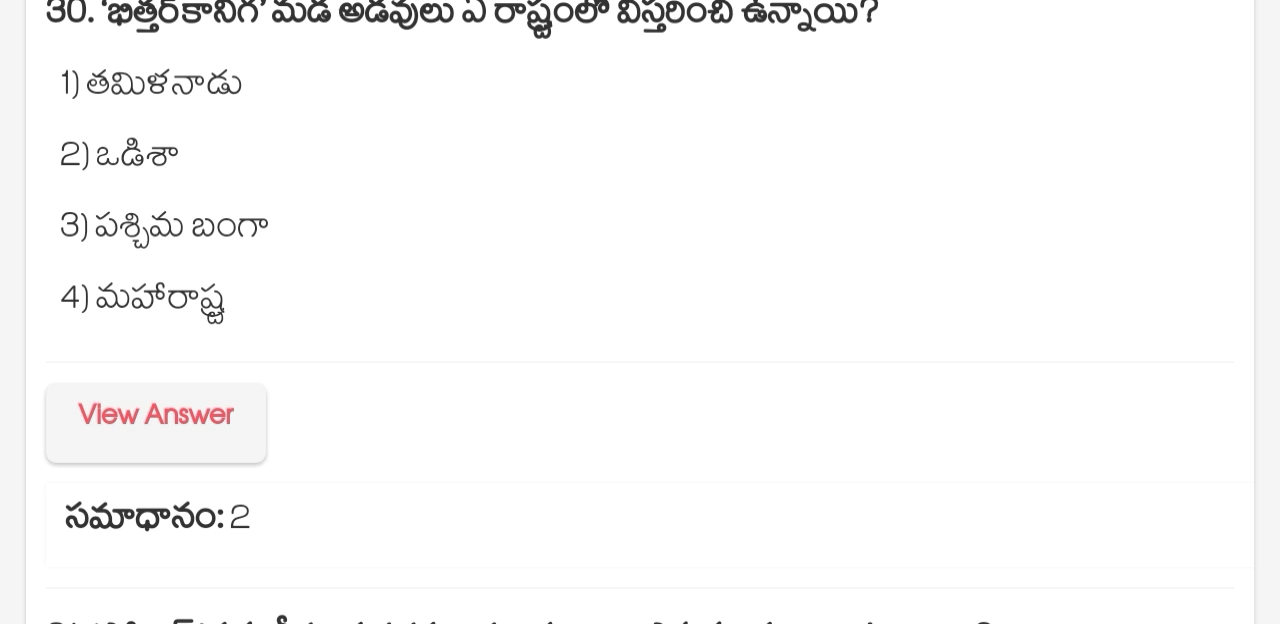 30. ‘భిత్తర్‌కానిగ’ మడ అడవులు ఏ రాష్ట్రంలో విస్తరించి ఉన్నాయి?
1) తమిళనాడు
2) ఒడిశా
3) పశ్చిమ బంగా
4) మహారాష్ట్ర
View Answer
సమాధానం: 2